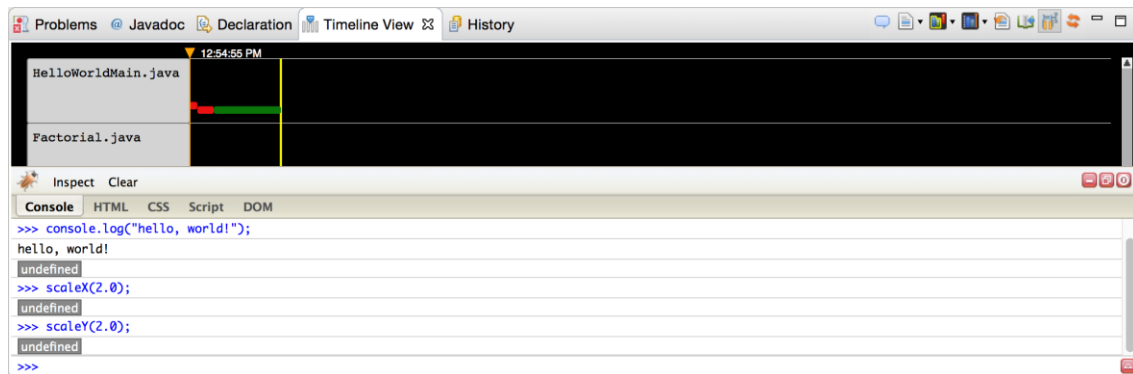 Problems @ Javadoc Declaration Timeline View History
12:54:55 PM
HelloWorldMain.java
Factorial.java
Inspect Clear
Console HTML CSS Script DOM
>>> console.log("hello, world!");
hello, world!
undefined
>>> scaleX(2.0);
undefined
>>> scaleY(2.0);
undefined
>>>